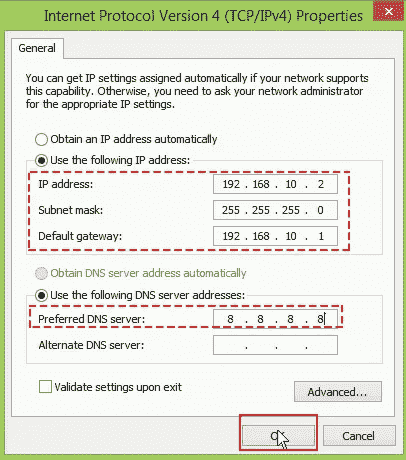 Internet Protocol Version 4 (TCP/IPv4) Properties
General
You can get IP settings assigned automatically if your network supports
this capability. Otherwise, you need to ask your network administrator
for the appropriate IP settings.
Obtain an IP address automatically
Use the following IP address:
IP address: 192 . 168 . 10 . 2
Subnet mask: 255 . 255 . 255 . 0
Default gateway: 192 . 168 . 10 . 1
Obtain DNS server address automatically
Use the following DNS server addresses:
Preferred DNS server: 8 . 8 . 8 . 8
Alternate DNS server: . . .
Validate settings upon exit
Advanced...
Cancel